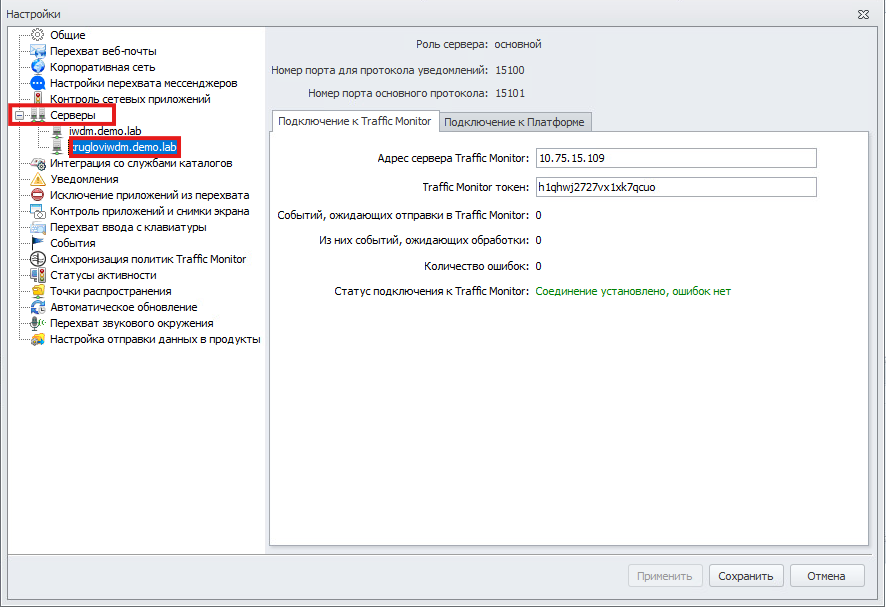 Настройки
Общие
Перехват веб-почты
Корпоративная сеть
Настройки перехвата мессенджеров
Контроль сетевых приложений
Серверы
iwdm.demo.lab
krugloviwdm.demo.lab
Интеграция со службами каталогов
Уведомления
Исключение приложений из перехвата
Контроль приложений и снимки экрана
Перехват ввода с клавиатуры
События
Синхронизация политик Traffic Monitor
Статусы активности
Точки распространения
Автоматическое обновление
Перехват звукового окружения
Настройка отправки данных в продукты
Роль сервера: основной
Номер порта для протокола уведомлений: 15100
Номер порта основного протокола: 15101
Подключение к Traffic Monitor Подключение к Платформе
Адрес сервера Traffic Monitor: 10.75.15.109
Traffic Monitor токен: h1qhwj2727vx1xk7qcuo
Событий, ожидающих отправки в Traffic Monitor: 0
Из них событий, ожидающих обработки: 0
Количество ошибок: 0
Статус подключения к Traffic Monitor: Соединение установлено, ошибок нет
Применить Сохранить Отмена